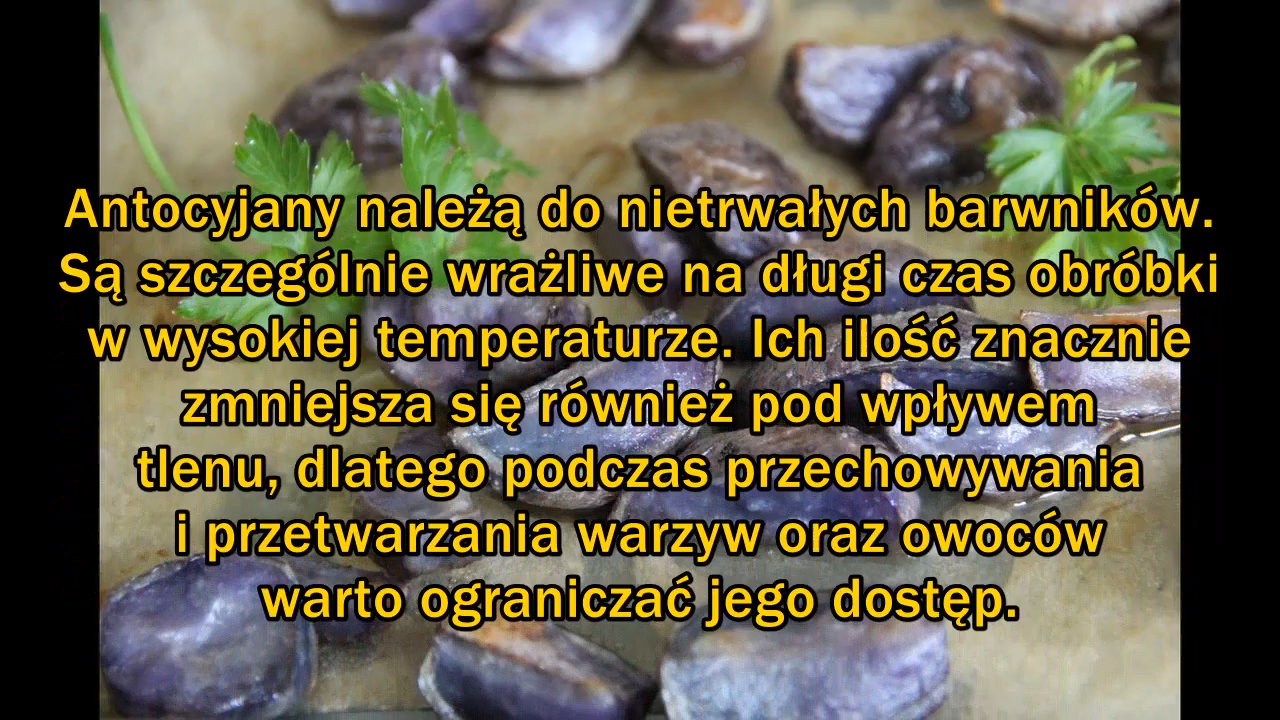 Antocyjany należą do nietrwałych barwników.
Są szczególnie wrażliwe na długi czas obróbki
w wysokiej temperaturze. Ich ilość znacznie
zmniejsza się również pod wpływem
tlenu, dlatego podczas przechowywania
i przetwarzania warzyw oraz owoców
warto ograniczać jego dostęp.